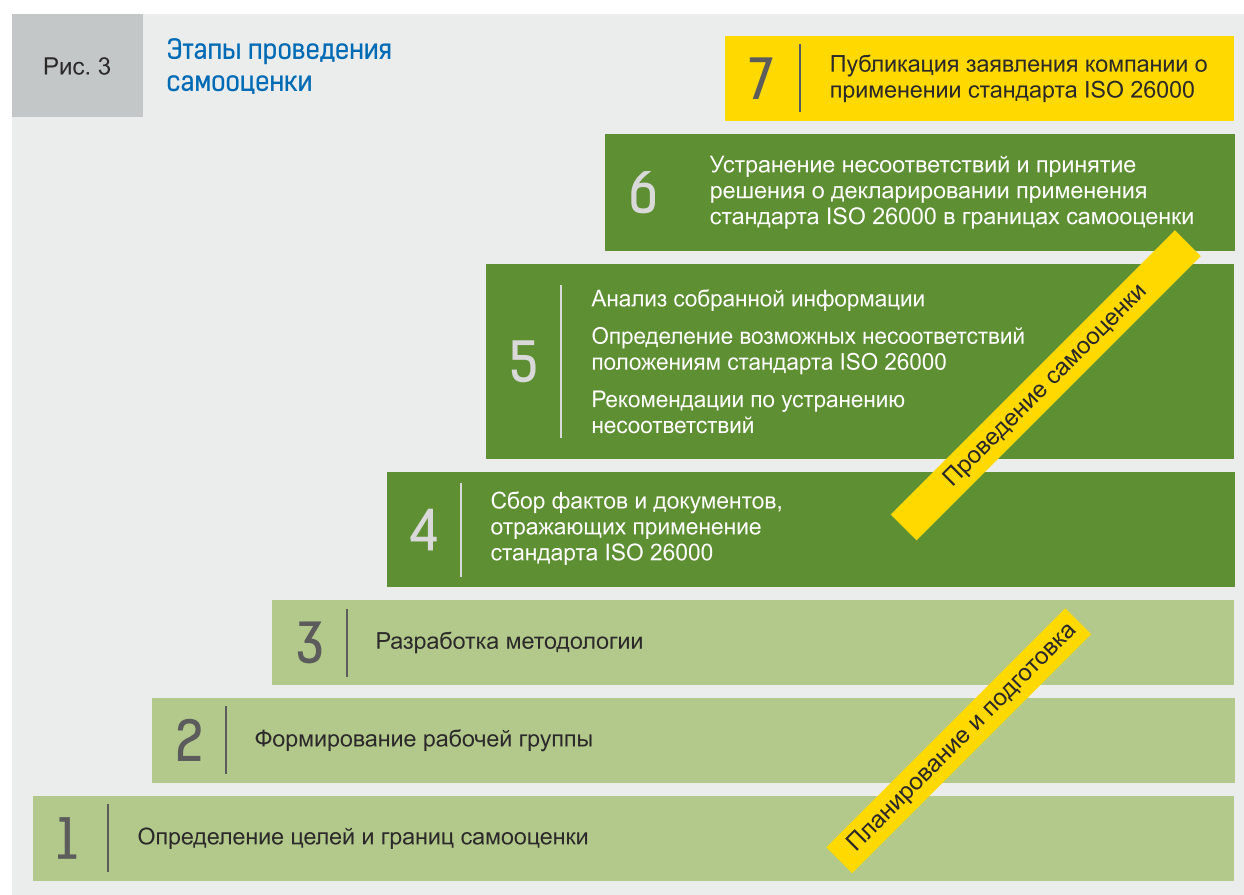 Рис. 3
Этапы проведения
самооценки
7
Публикация заявления компании о
применении стандарта ISO 26000
6
Устранение несоответствий и принятие
решения о декларировании применения
стандарта ISO 26000 в границах самооценки
5
Анализ собранной информации
Определение возможных несоответствий
положениям стандарта ISO 26000
Рекомендации по устранению
несоответствий
Проведение самооценки
4
Сбор фактов и документов,
отражающих применение
стандарта ISO 26000
3
Разработка методологии
2
Формирование рабочей группы
Планирование и подготовка
1
Определение целей и границ самооценки